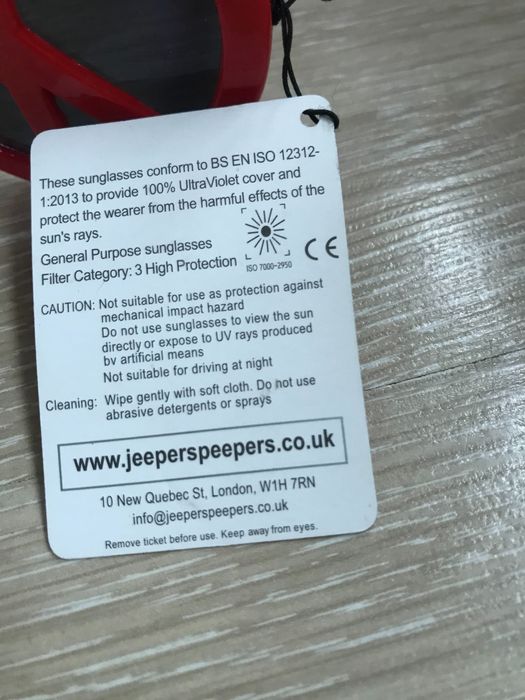 These sunglasses conform to BS EN ISO 12312-
1:2013 to provide 100% UltraViolet cover and
protect the wearer from the harmful effects of the
sun's rays.
General Purpose sunglasses
Filter Category: 3 High Protection
ISO 7000-2950
CE
CAUTION: Not suitable for use as protection against
mechanical impact hazard
Do not use sunglasses to view the sun
directly or expose to UV rays produced
by artificial means
Not suitable for driving at night
Cleaning: Wipe gently with soft cloth. Do not use
abrasive detergents or sprays
www.jeeperspeepers.co.uk
10 New Quebec St, London, W1H 7RN
info@jeeperspeepers.co.uk
Remove ticket before use. Keep away from eyes.